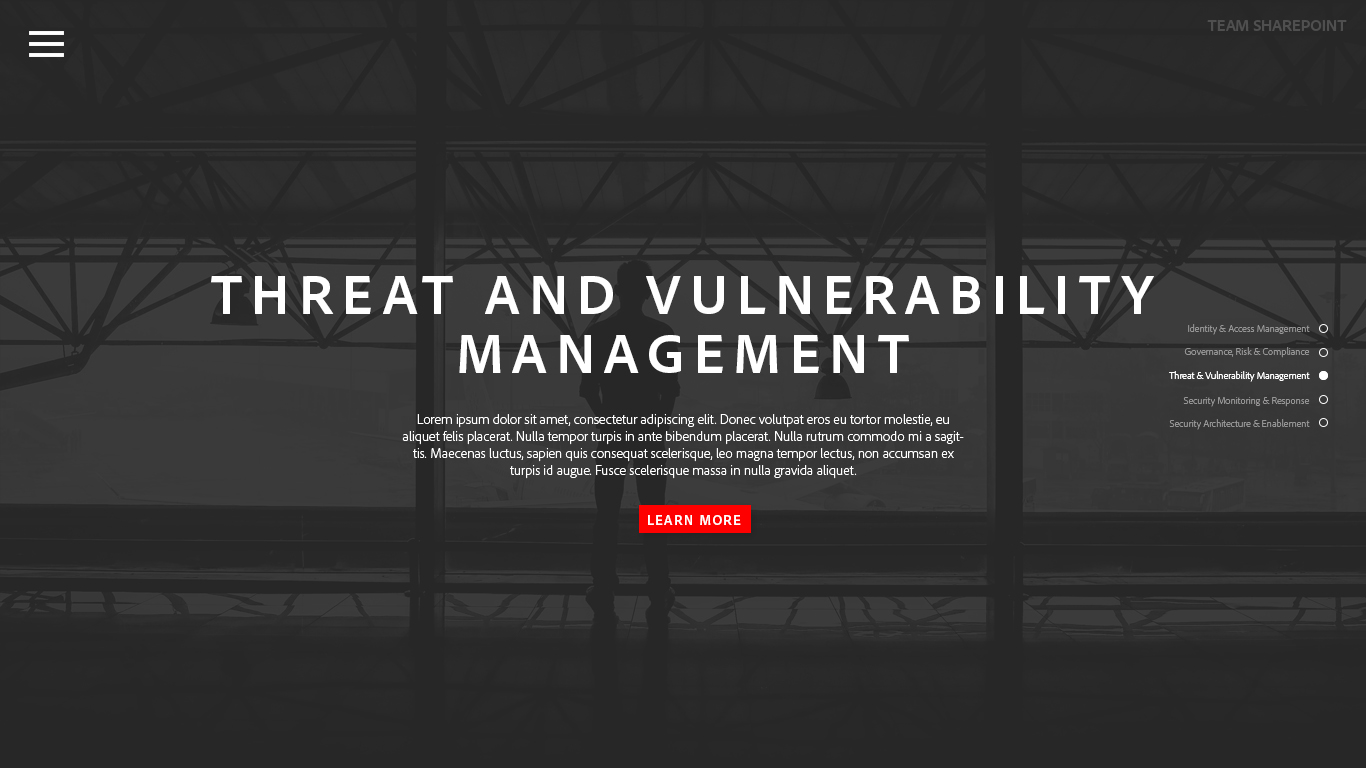 TEAM SHAREPOINT
THREAT AND VULNERABILITY
MANAGEMENT
Lorem ipsum dolor sit amet, consectetur adipiscing elit. Donec volutpat eros eu tortor molestie, eu
aliquet felis placerat. Nulla tempor turpis in ante bibendum placerat. Nulla rutrum commodo mi a sagit-
tis. Maecenas luctus, sapien quis consequat scelerisque, leo magna tempor lectus, non accumsan ex
turpis id augue. Fusce scelerisque massa in nulla gravida aliquet.
LEARN MORE
Identity & Access Management
Governance, Risk & Compliance
Threat & Vulnerability Management
Security Monitoring & Response
Security Architecture & Enablement